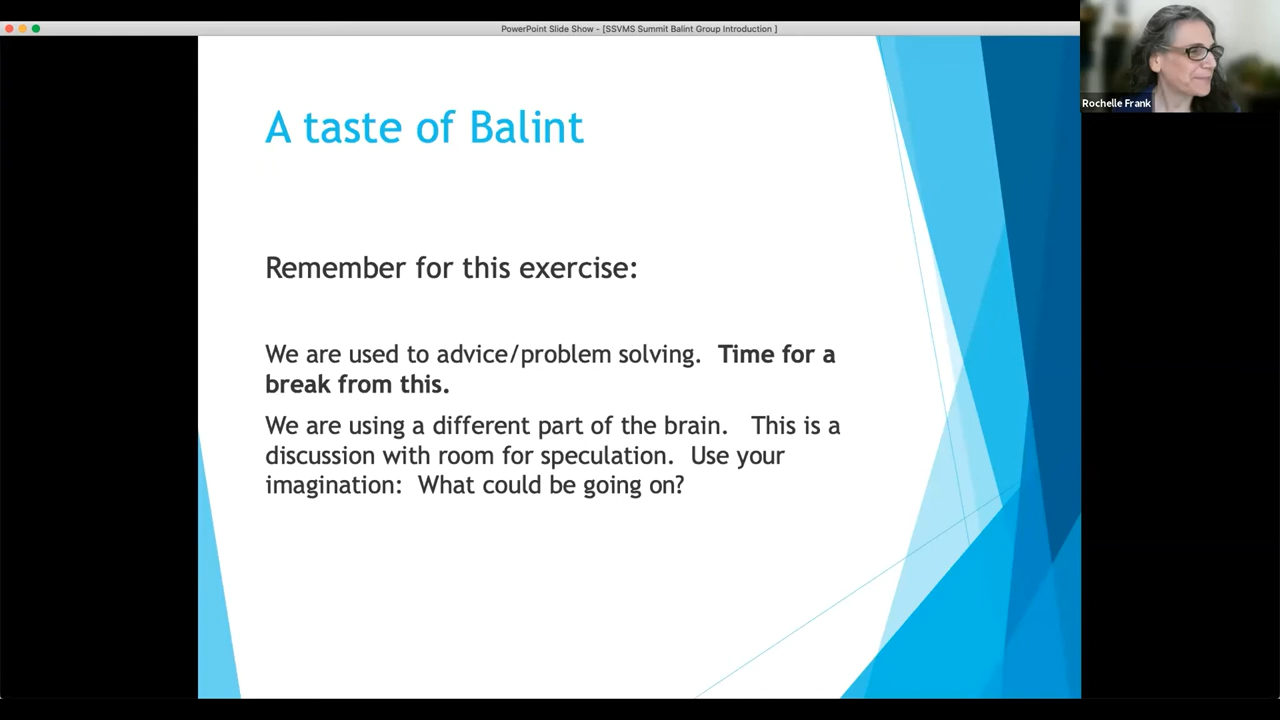 PowerPoint Slide Show - [SSVMS Summit Balint Group Introduction ]
Rochelle Frank
A taste of Balint
Remember for this exercise:
We are used to advice/problem solving.  Time for a
break from this.
We are using a different part of the brain.   This is a
discussion with room for speculation.  Use your
imagination:  What could be going on?